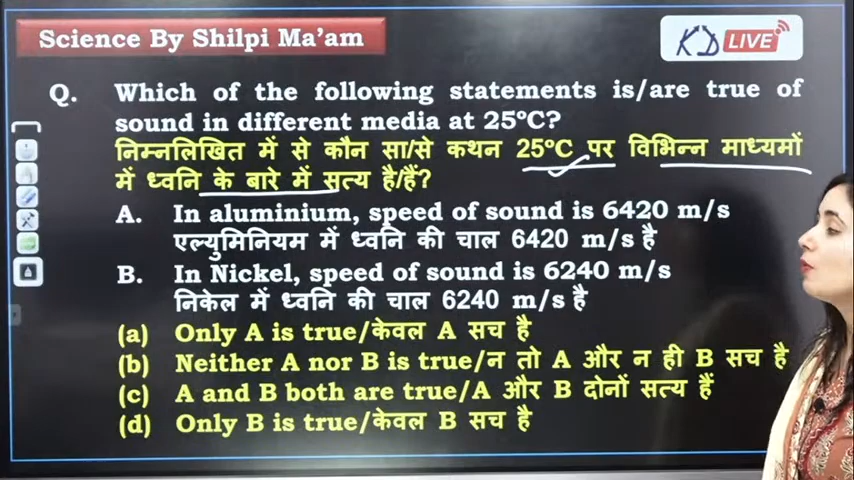 Science By Shilpi Ma'am
KD LIVE
Q. Which of the following statements is/are true of
sound in different media at 25°C?
निम्नलिखित में से कौन सा/से कथन 25°C पर विभिन्न माध्यमों
में ध्वनि के बारे में सत्य है/हैं?
A. In aluminium, speed of sound is 6420 m/s
एल्युमिनियम में ध्वनि की चाल 6420 m/s है
B. In Nickel, speed of sound is 6240 m/s
निकेल में ध्वनि की चाल 6240 m/s है
(a) Only A is true/केवल A सच है
(b) Neither A nor B is true/न तो A और न ही B सच है
(c) A and B both are true/A और B दोनों सत्य हैं
(d) Only B is true/केवल B सच है